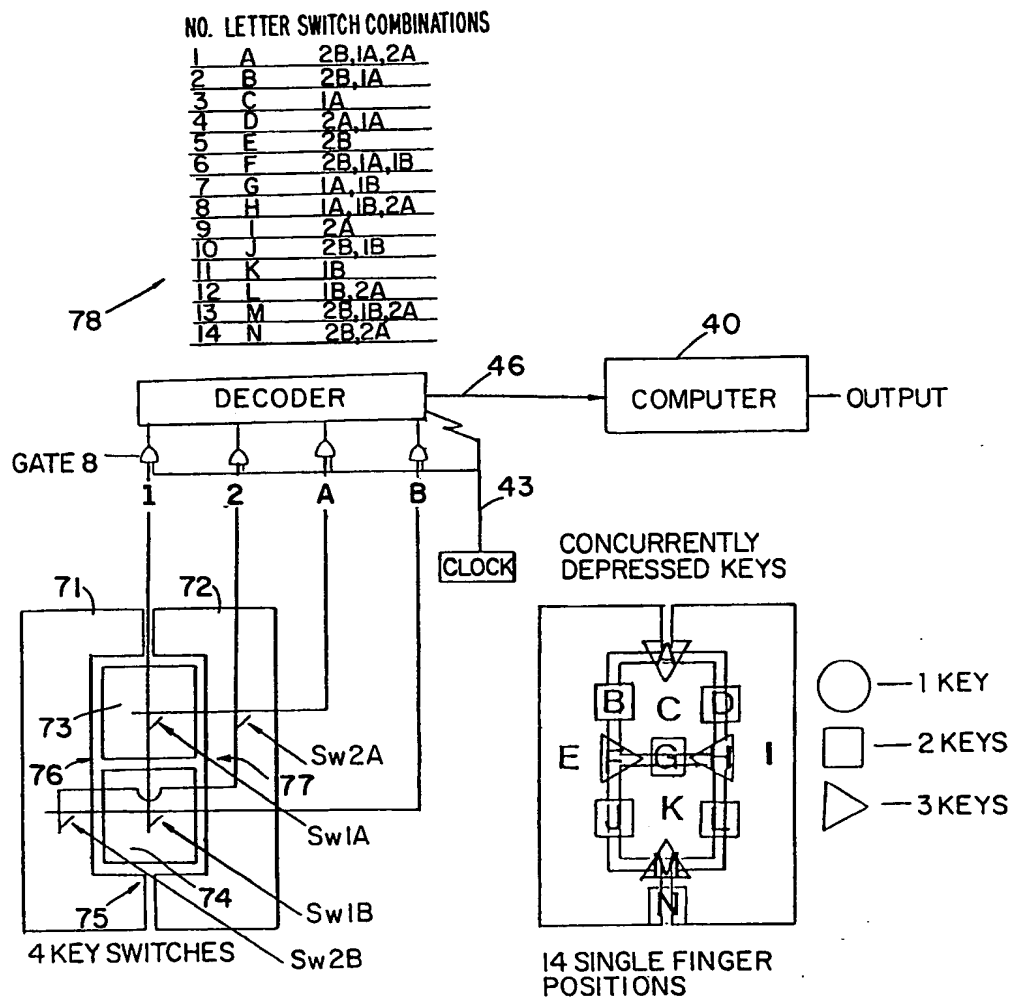 NO. LETTER SWITCH COMBINATIONS
1 A 2B,1A,2A
2 B 2B,1A
3 C 1A
4 D 2A,1A
5 E 2B
6 F 2B,1A,1B
7 G 1A,1B
8 H 1A,1B,2A
9 I 2A
10 J 2B,1B
11 K 1B
12 L 1B,2A
13 M 2B,1B,2A
14 N 2B,2A
78
40
46
DECODER
COMPUTER
OUTPUT
GATE 8
1 2 A B
43
CLOCK
CONCURRENTLY
DEPRESSED KEYS
71
72
A
B C D
1 KEY
73
Sw2A
76
77
E F G H I
2 KEYS
Sw1A
J K L
3 KEYS
74
M
75
Sw1B
N
4 KEY SWITCHES
Sw2B
14 SINGLE FINGER
POSITIONS